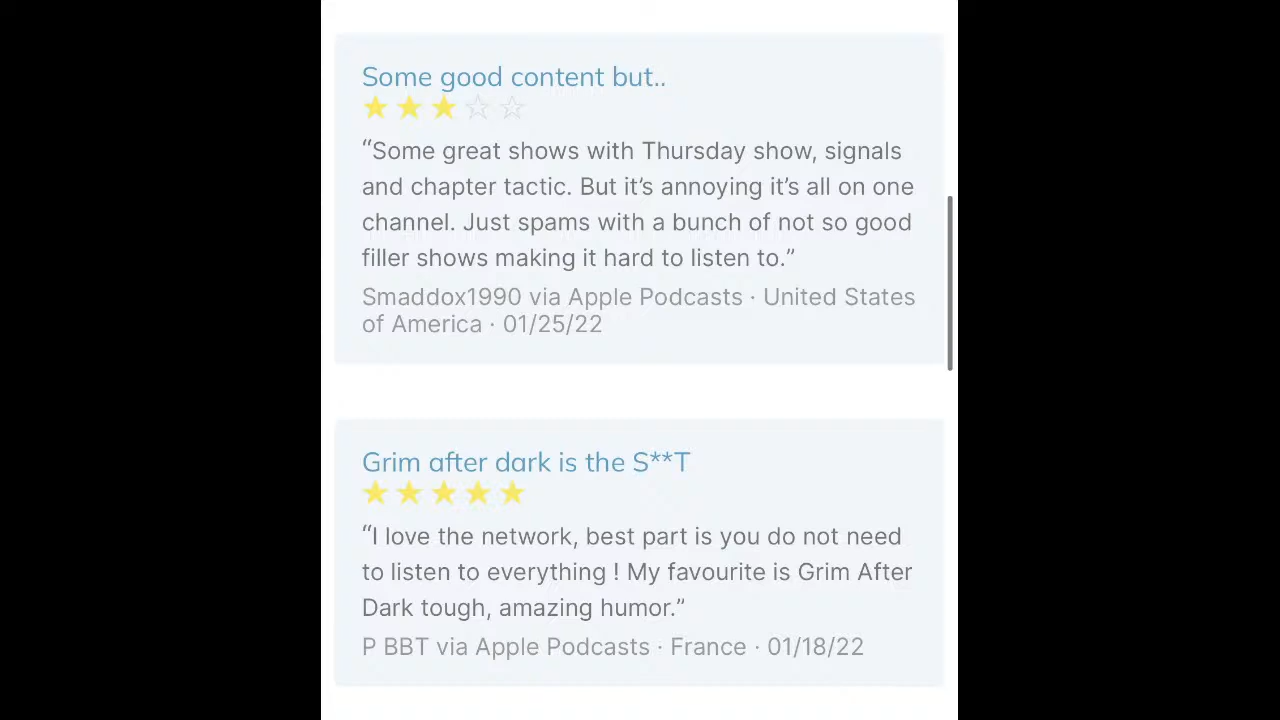 Some good content but..
“Some great shows with Thursday show, signals
and chapter tactic. But it’s annoying it’s all on one
channel. Just spams with a bunch of not so good
filler shows making it hard to listen to.”
Smaddox1990 via Apple Podcasts · United States
of America · 01/25/22
Grim after dark is the S**T
“I love the network, best part is you do not need
to listen to everything ! My favourite is Grim After
Dark tough, amazing humor.”
P BBT via Apple Podcasts · France · 01/18/22